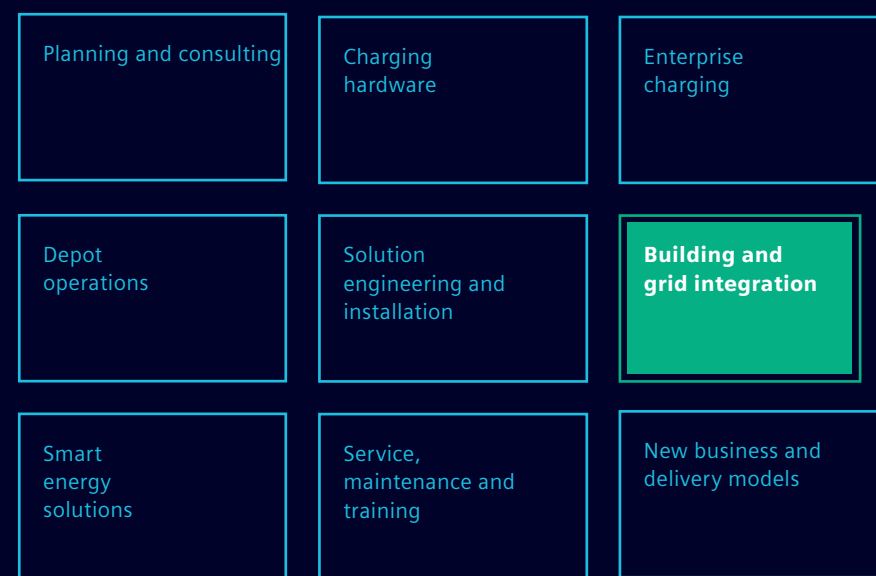 Planning and consulting
Charging
hardware
Enterprise
charging
Depot
operations
Solution
engineering and
installation
Building and
grid integration
Smart
energy
solutions
Service,
maintenance and
training
New business and
delivery models